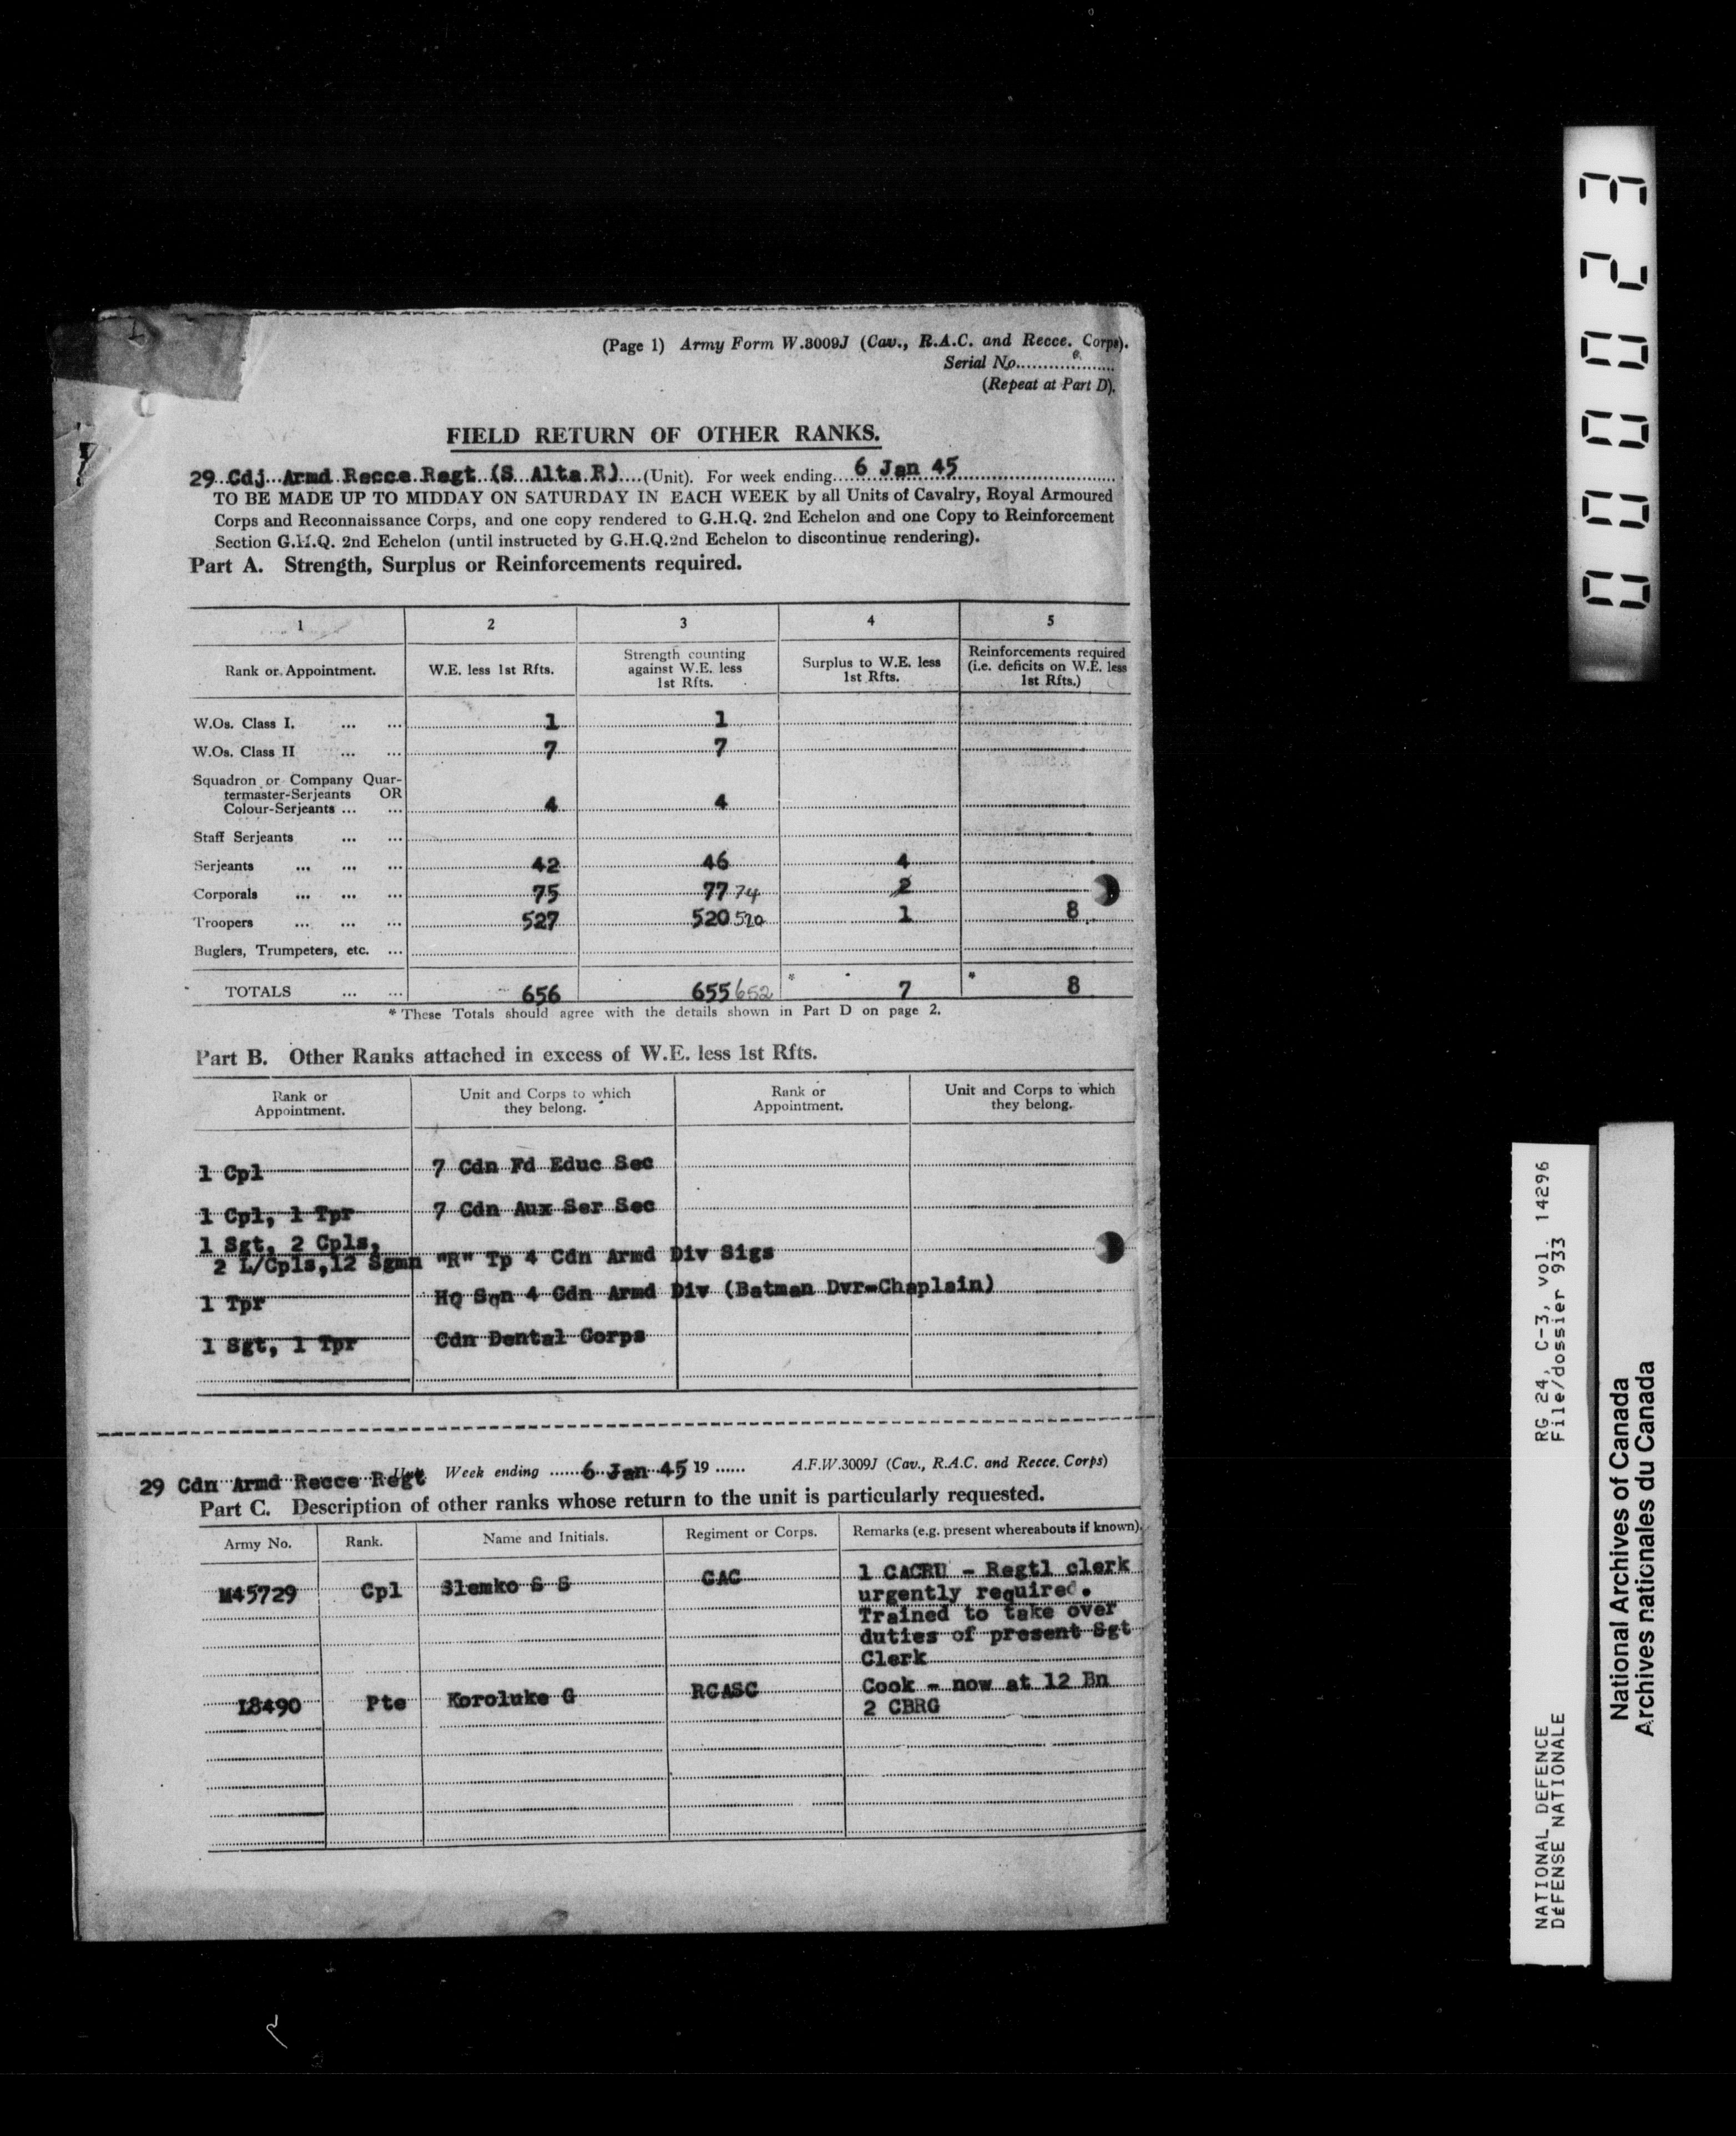 (Page 1) Army Form W.3009J (Cav., R.A.C. and Recce. Corps).
Serial No...................
(Repeat at Part D).
FIELD RETURN OF OTHER RANKS.
29 Cdj Armd Recce Regt (S Alta R) (Unit). For week ending 6 Jan 45
TO BE MADE UP TO MIDDAY ON SATURDAY IN EACH WEEK by all Units of Cavalry, Royal Armoured
Corps and Reconnaissance Corps, and one copy rendered to G.H.Q. 2nd Echelon and one Copy to Reinforcement
Section G.H.Q. 2nd Echelon (until instructed by G.H.Q.2nd Echelon to discontinue rendering).
Part A. Strength, Surplus or Reinforcements required.
1 2 3 4 5
Rank or Appointment. W.E. less 1st Rfts. Strength counting against W.E. less 1st Rfts. Surplus to W.E. less 1st Rfts. Reinforcements required (i.e. deficits on W.E. less 1st Rfts.)
W.Os. Class I. ... ... 1 1
W.Os. Class II ... ... 7 7
Squadron or Company Quar-
termaster-Serjeants OR
Colour-Serjeants ... ... 4 4
Staff Serjeants ... ...
Serjeants ... ... ... 42 46 4
Corporals ... ... ... 75 77 74 2
Troopers ... ... ... 527 520 520 1 8
Buglers, Trumpeters, etc. ...
TOTALS ... ... 656 655 652 * 7 * 8
* These Totals should agree with the details shown in Part D on page 2.
Part B. Other Ranks attached in excess of W.E. less 1st Rfts.
Rank or Appointment. Unit and Corps to which they belong. Rank or Appointment. Unit and Corps to which they belong.
1 Cpl 7 Cdn Fd Educ Sec
1 Cpl, 1 Tpr 7 Cdn Aux Ser Sec
1 Sgt, 2 Cpls,
2 L/Cpls,12 Sgmn "R" Tp 4 Cdn Armd Div Sigs
1 Tpr HQ Sqn 4 Cdn Armd Div (Batman Dvr-Chaplain)
1 Sgt, 1 Tpr Cdn Dental Corps
29 Cdn Armd Recce Regt Unit Week ending 6 Jan 45 19 ...... A.F.W.3009J (Cav., R.A.C. and Recce. Corps)
Part C. Description of other ranks whose return to the unit is particularly requested.
Army No. Rank. Name and Initials. Regiment or Corps. Remarks (e.g. present whereabouts if known).
M45729 Cpl Slemko S S CAC 1 CACRU - Regtl clerk
urgently required.
Trained to take over
duties of present Sgt
Clerk
L8490 Pte Koroluke G RCASC Cook - now at 12 Bn
2 CBRG
000023
NATIONAL DEFENCE RG 24, C-3, vol. 14296
DÉFENSE NATIONALE File/dossier 933
National Archives of Canada
Archives nationales du Canada